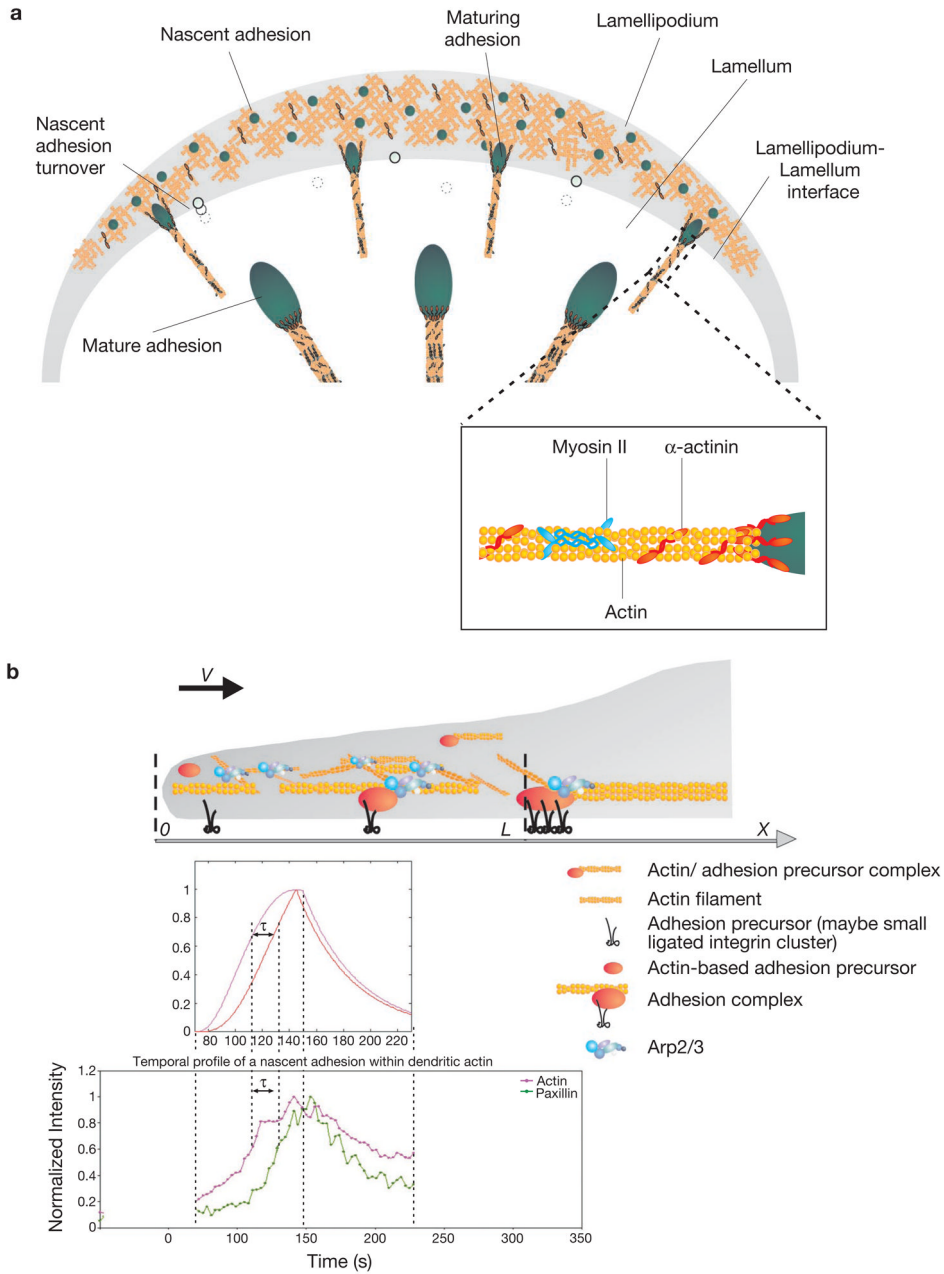 a
Nascent adhesion
Maturing
adhesion
Lamellipodium
Lamellum
Nascent
adhesion
turnover
Lamellipodium-
Lamellum
interface
Mature adhesion
Myosin II
α-actinin
Actin
b
V
0
L
X
1
0.8
0.6
0.4
0.2
0
80 100 120 140 160 180 200 220
τ
Actin/ adhesion precursor complex
Actin filament
Adhesion precursor (maybe small
ligated integrin cluster)
Actin-based adhesion precursor
Adhesion complex
Arp2/3
Temporal profile of a nascent adhesion within dendritic actin
1.2
1
0.8
0.6
0.4
0.2
0
τ
Actin
Paxillin
Normalized Intensity
0 100 150 200 250 300 350
Time (s)